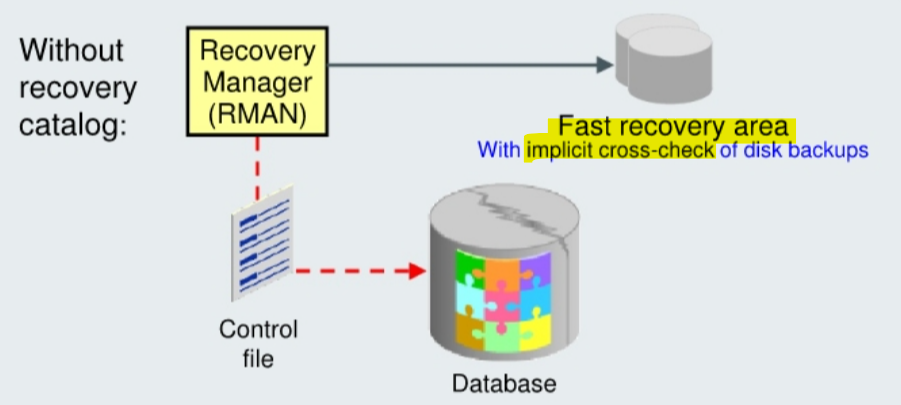 Without
recovery
catalog:
Recovery
Manager
(RMAN)
Fast recovery area
With implicit cross-check of disk backups
Control
file
Database